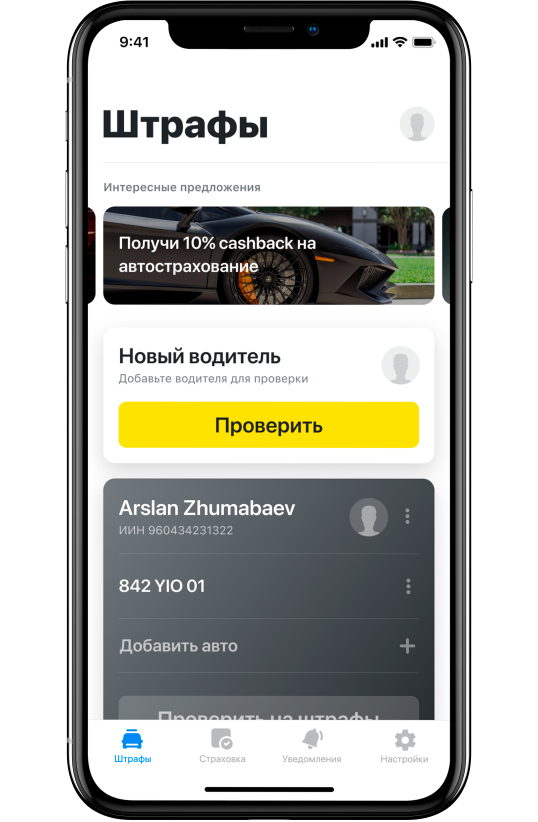 9:41
Штрафы
Интересные предложения
Получи 10% cashback на
автострахование
Новый водитель
Добавьте водителя для проверки
Проверить
Arslan Zhumabaev
ИИН 960434231322
842 YIO 01
Добавить авто
Проверить на штрафы
Штрафы
Страховка
Уведомления
Настройки